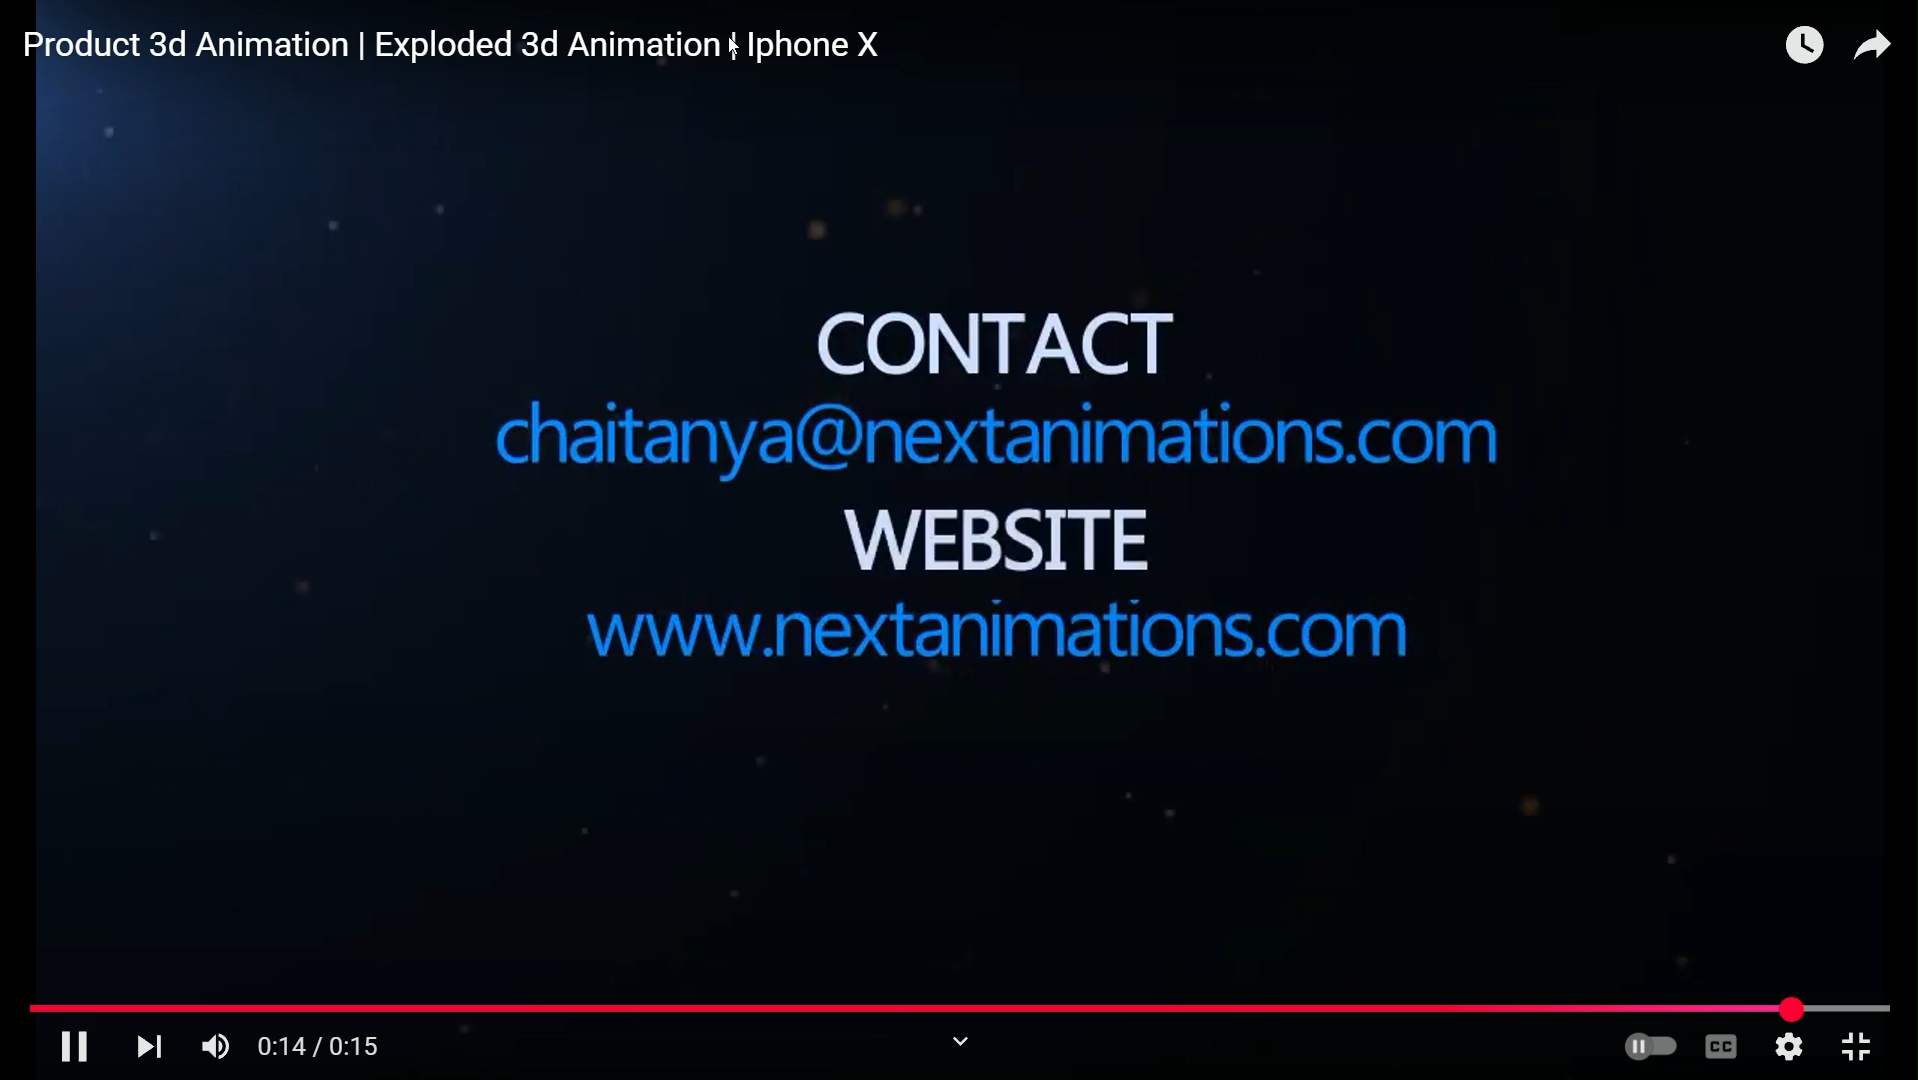 Product 3d Animation | Exploded 3d Animation | Iphone X
CONTACT
chaitanya@nextanimations.com
WEBSITE
www.nextanimations.com
0:14 / 0:15
CC